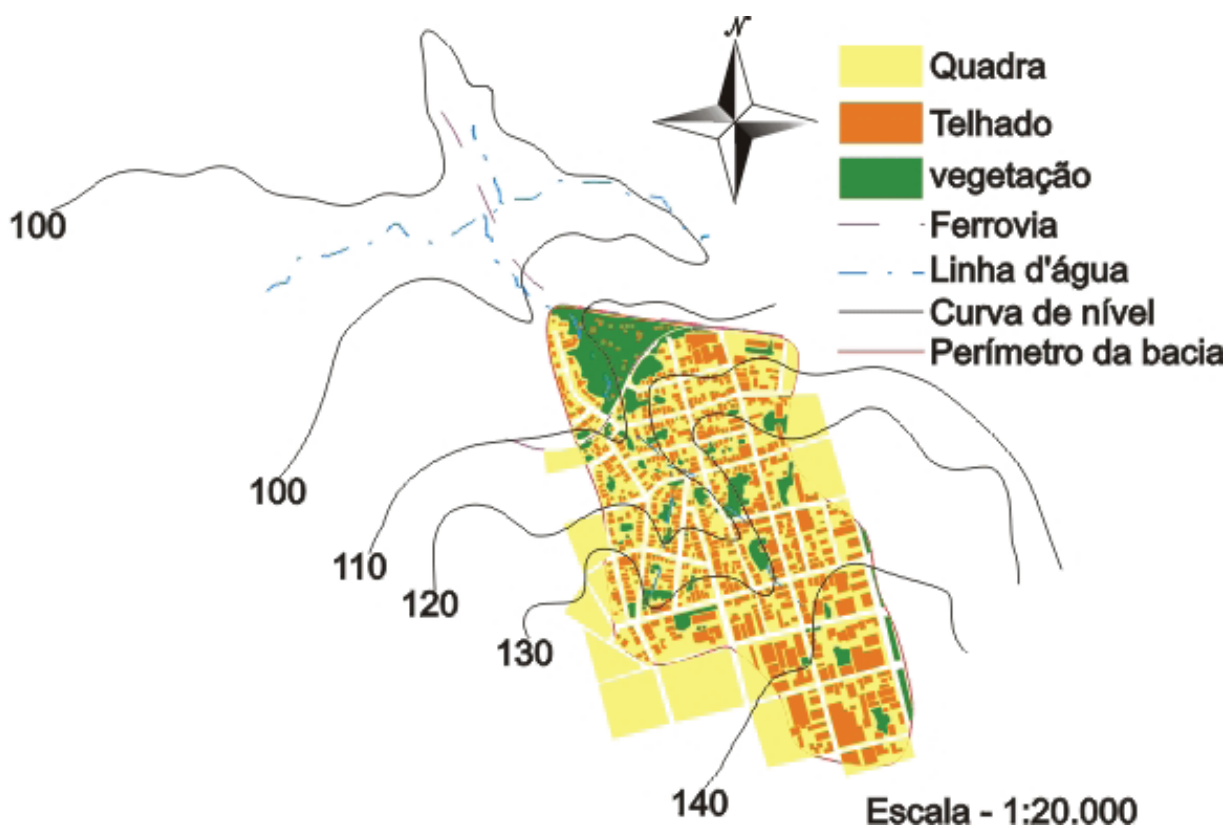 N
Quadra
Telhado
vegetação
Ferrovia
Linha d'água
Curva de nível
Perímetro da bacia
100
100
110
120
130
140
Escala - 1:20.000